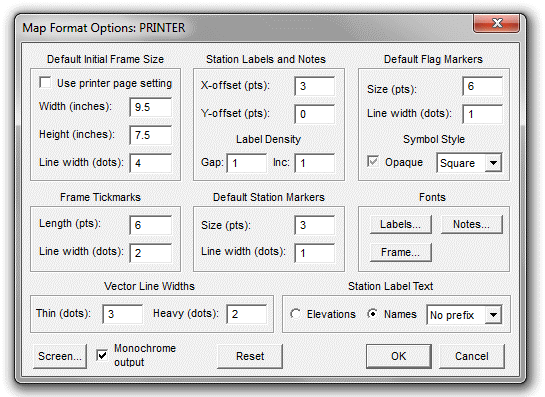 Map Format Options: PRINTER
Default Initial Frame Size
Use printer page setting
Width (inches): 9.5
Height (inches): 7.5
Line width (dots): 4
Station Labels and Notes
X-offset (pts): 3
Y-offset (pts): 0
Label Density
Gap: 1 Inc: 1
Default Flag Markers
Size (pts): 6
Line width (dots): 1
Symbol Style
Opaque Square
Frame Tickmarks
Length (pts): 6
Line width (dots): 2
Default Station Markers
Size (pts): 3
Line width (dots): 1
Fonts
Labels... Notes...
Frame...
Vector Line Widths
Thin (dots): 3 Heavy (dots): 2
Station Label Text
Elevations Names No prefix
Screen... Monochrome
output
Reset OK Cancel